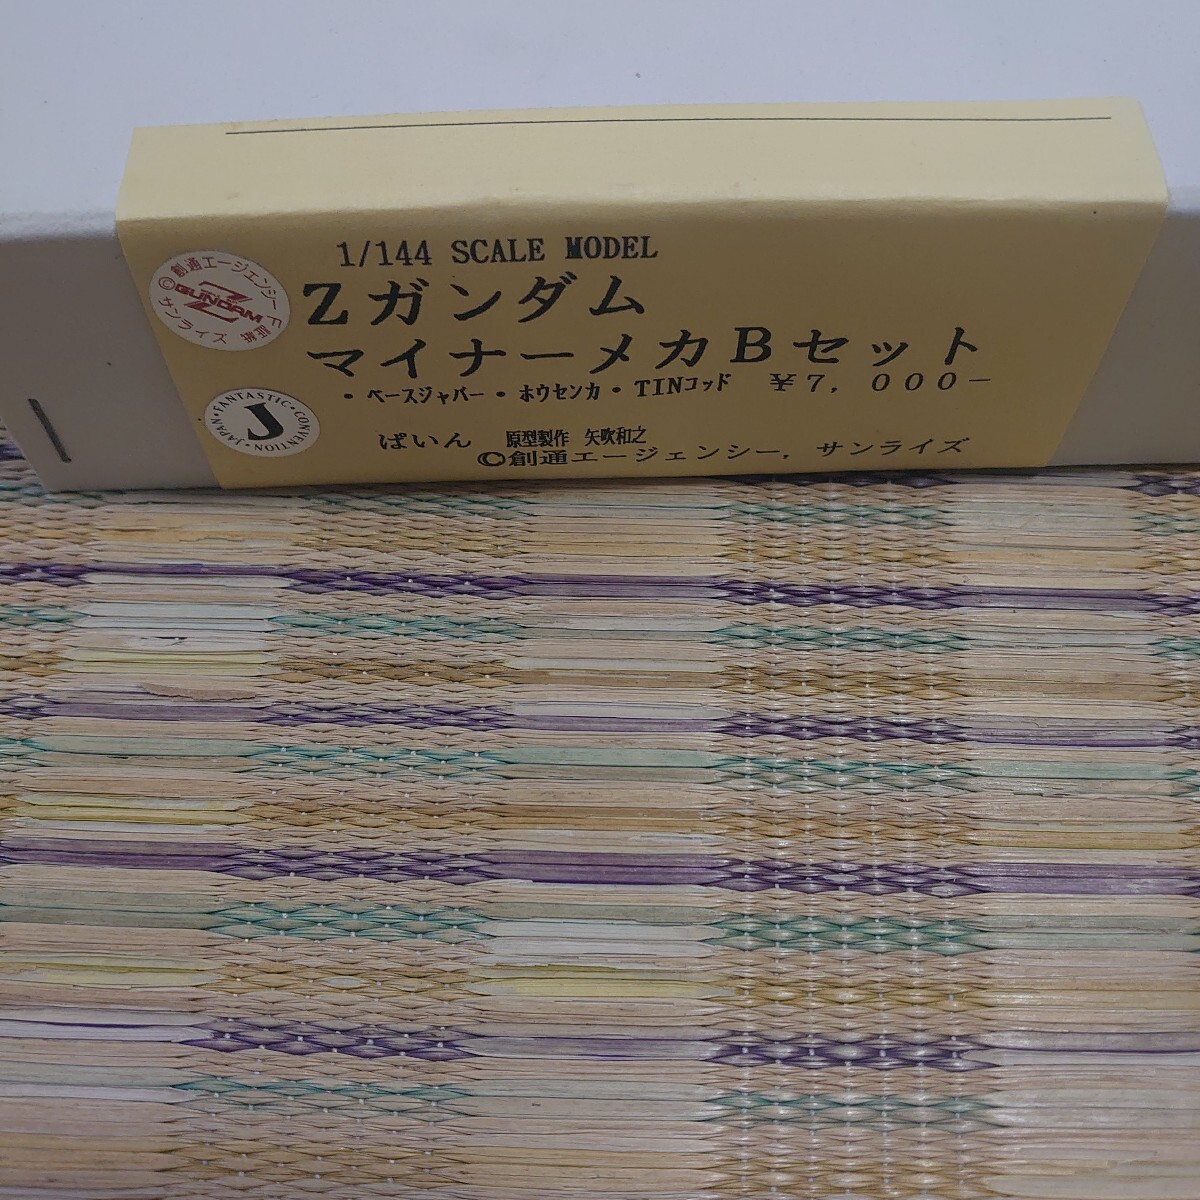 1/144 SCALE MODEL
Zガンダム
マイナーメカBセット
・ベースジャバー・ホウセンカ・TINコッド ¥7,000−
ぱいん 原型製作 矢吹和之
©創通エージェンシー, サンライズ
創通エージェンシー
Z GUNDAM
©サンライズ
J
JAPAN・FANTASTIC・CONVENTION